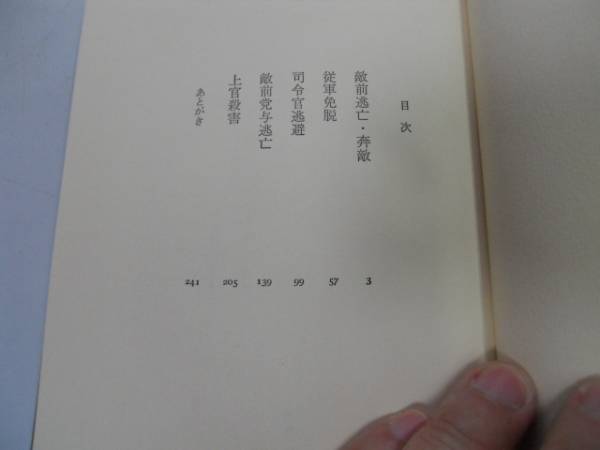 目次
敵前逃亡・奔敵 3
従軍免脱 57
司令官逃避 99
敵前党与逃亡 139
上官殺害 205
あとがき 241